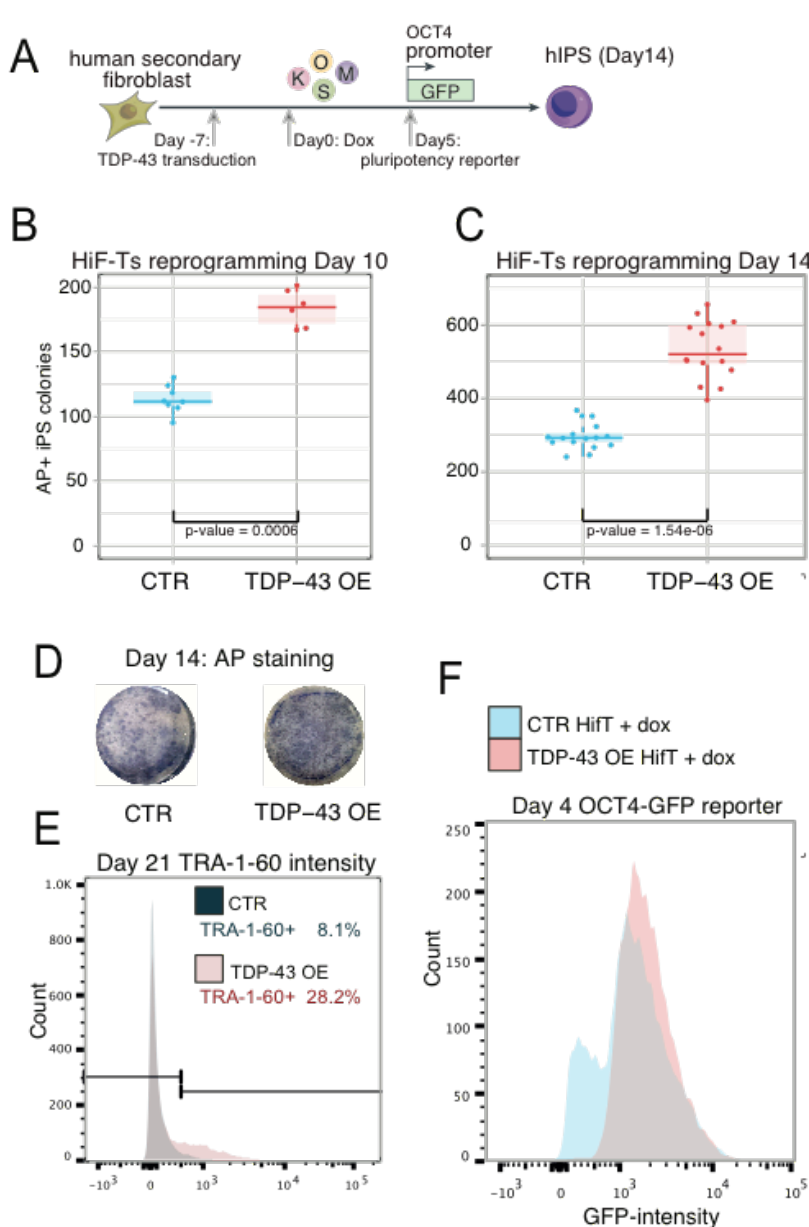 A
human secondary
fibroblast
K
O
S
M
OCT4
promoter
GFP
hIPS (Day14)
Day -7:
TDP-43 transduction
Day0: Dox
Day5:
pluripotency reporter
B
HiF-Ts reprogramming Day 10
AP+ iPS colonies
200
150
100
50
0
p-value = 0.0006
CTR
TDP−43 OE
C
HiF-Ts reprogramming Day 14
600
400
200
0
p-value = 1.54e-06
CTR
TDP−43 OE
D
Day 14: AP staining
CTR
TDP−43 OE
E
Day 21 TRA-1-60 intensity
Count
1.0K
800
600
400
200
0
CTR
TRA-1-60+ 8.1%
TDP-43 OE
TRA-1-60+ 28.2%
-10³
0
10³
10⁴
10⁵
F
CTR HifT + dox
TDP-43 OE HifT + dox
Day 4 OCT4-GFP reporter
Count
250
200
150
100
50
0
-10³
0
10³
10⁴
10⁵
GFP-intensity